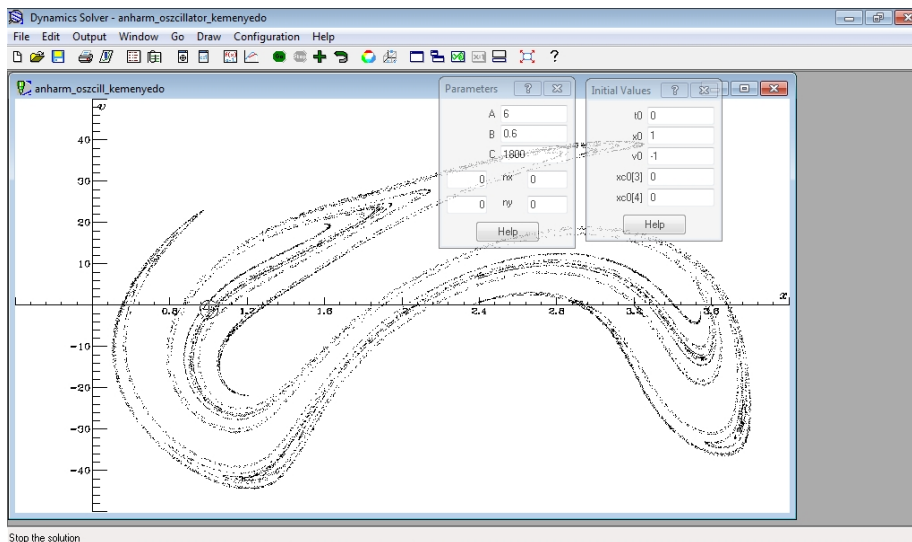 Dynamics Solver - anharm_oszcillator_kemenyedo
File Edit Output Window Go Draw Configuration Help
anharm_oszcill_kemenyedo
Parameters
A 6
B 0.6
C 1800
0 nx 0
0 ny 0
Help
Initial Values
t0 0
x0 1
v0 -1
xc0[3] 0
xc0[4] 0
Help
v
40
30
20
10
x
0.8 1.2 1.6 2 2.4 2.8 3.2 3.6
-10
-20
-30
-40
Stop the solution